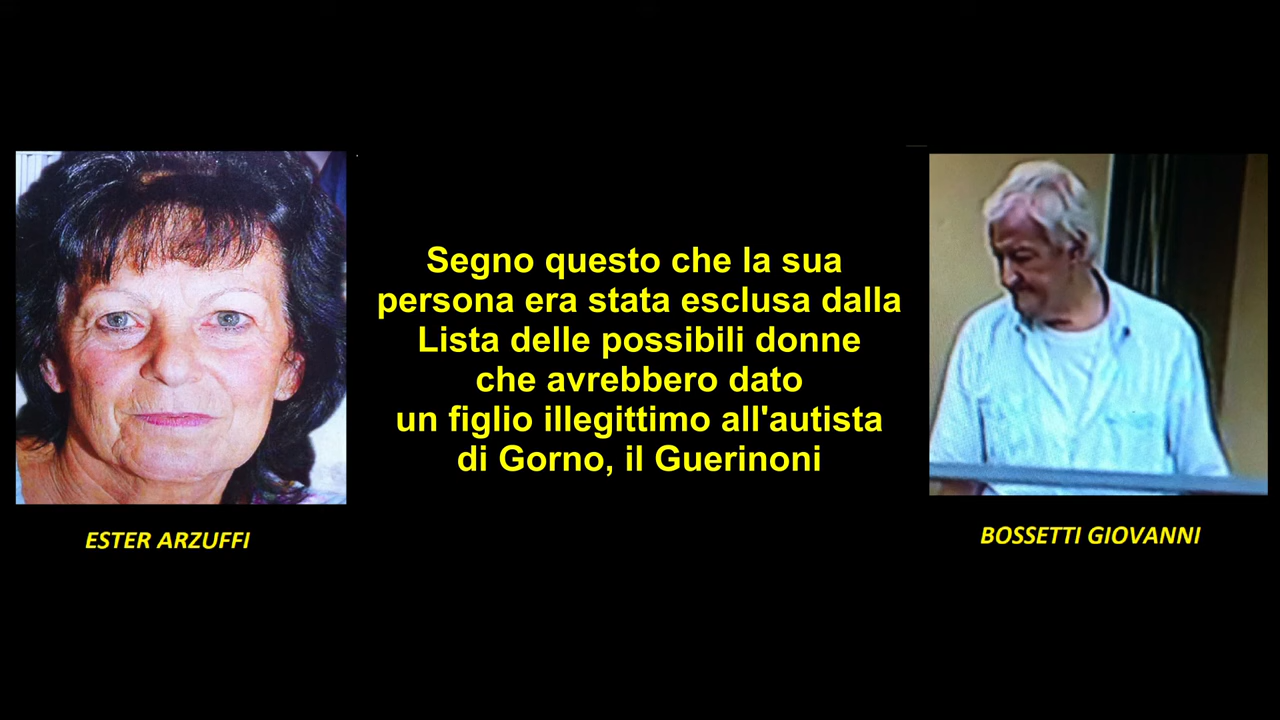 Segno questo che la sua
persona era stata esclusa dalla
Lista delle possibili donne
che avrebbero dato
un figlio illegittimo all'autista
di Gorno, il Guerinoni
ESTER ARZUFFI
BOSSETTI GIOVANNI